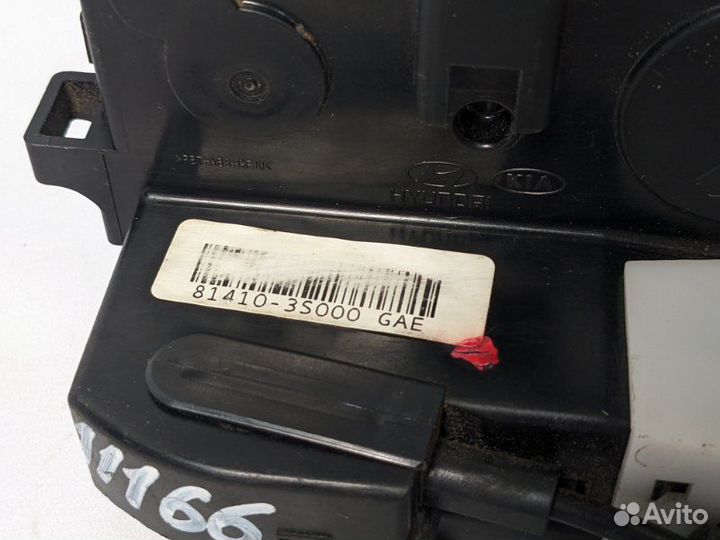 HYUNDAI
KIA
81410-3S000 GAE
11166
Avito